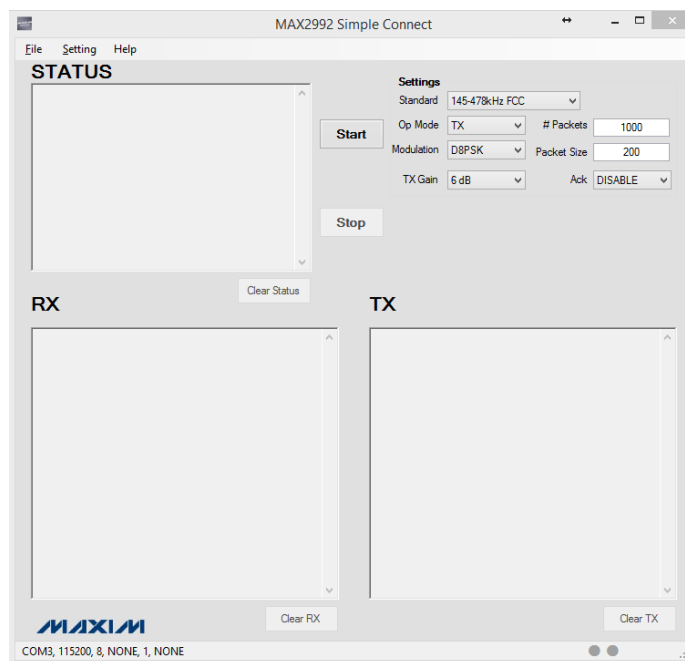 MAX2992 Simple Connect
File Setting Help
STATUS
Settings
Standard 145-478kHz FCC
Op Mode TX # Packets 1000
Modulation D8PSK Packet Size 200
TX Gain 6 dB Ack DISABLE
Start
Stop
Clear Status
RX TX
Clear RX Clear TX
MAXIM
COM3, 115200, 8, NONE, 1, NONE